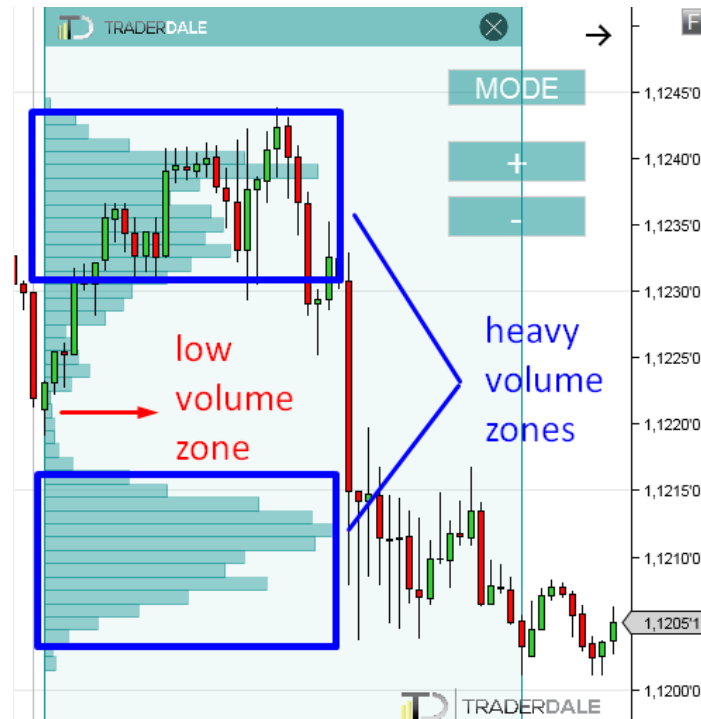 TRADERDALE
F
MODE
+
-
1,1245'0
1,1240'0
1,1235'0
1,1230'0
1,1225'0
1,1220'0
1,1215'0
1,1210'0
1,1205'1
1,1200'0
low
volume
zone
heavy
volume
zones
TRADERDALE